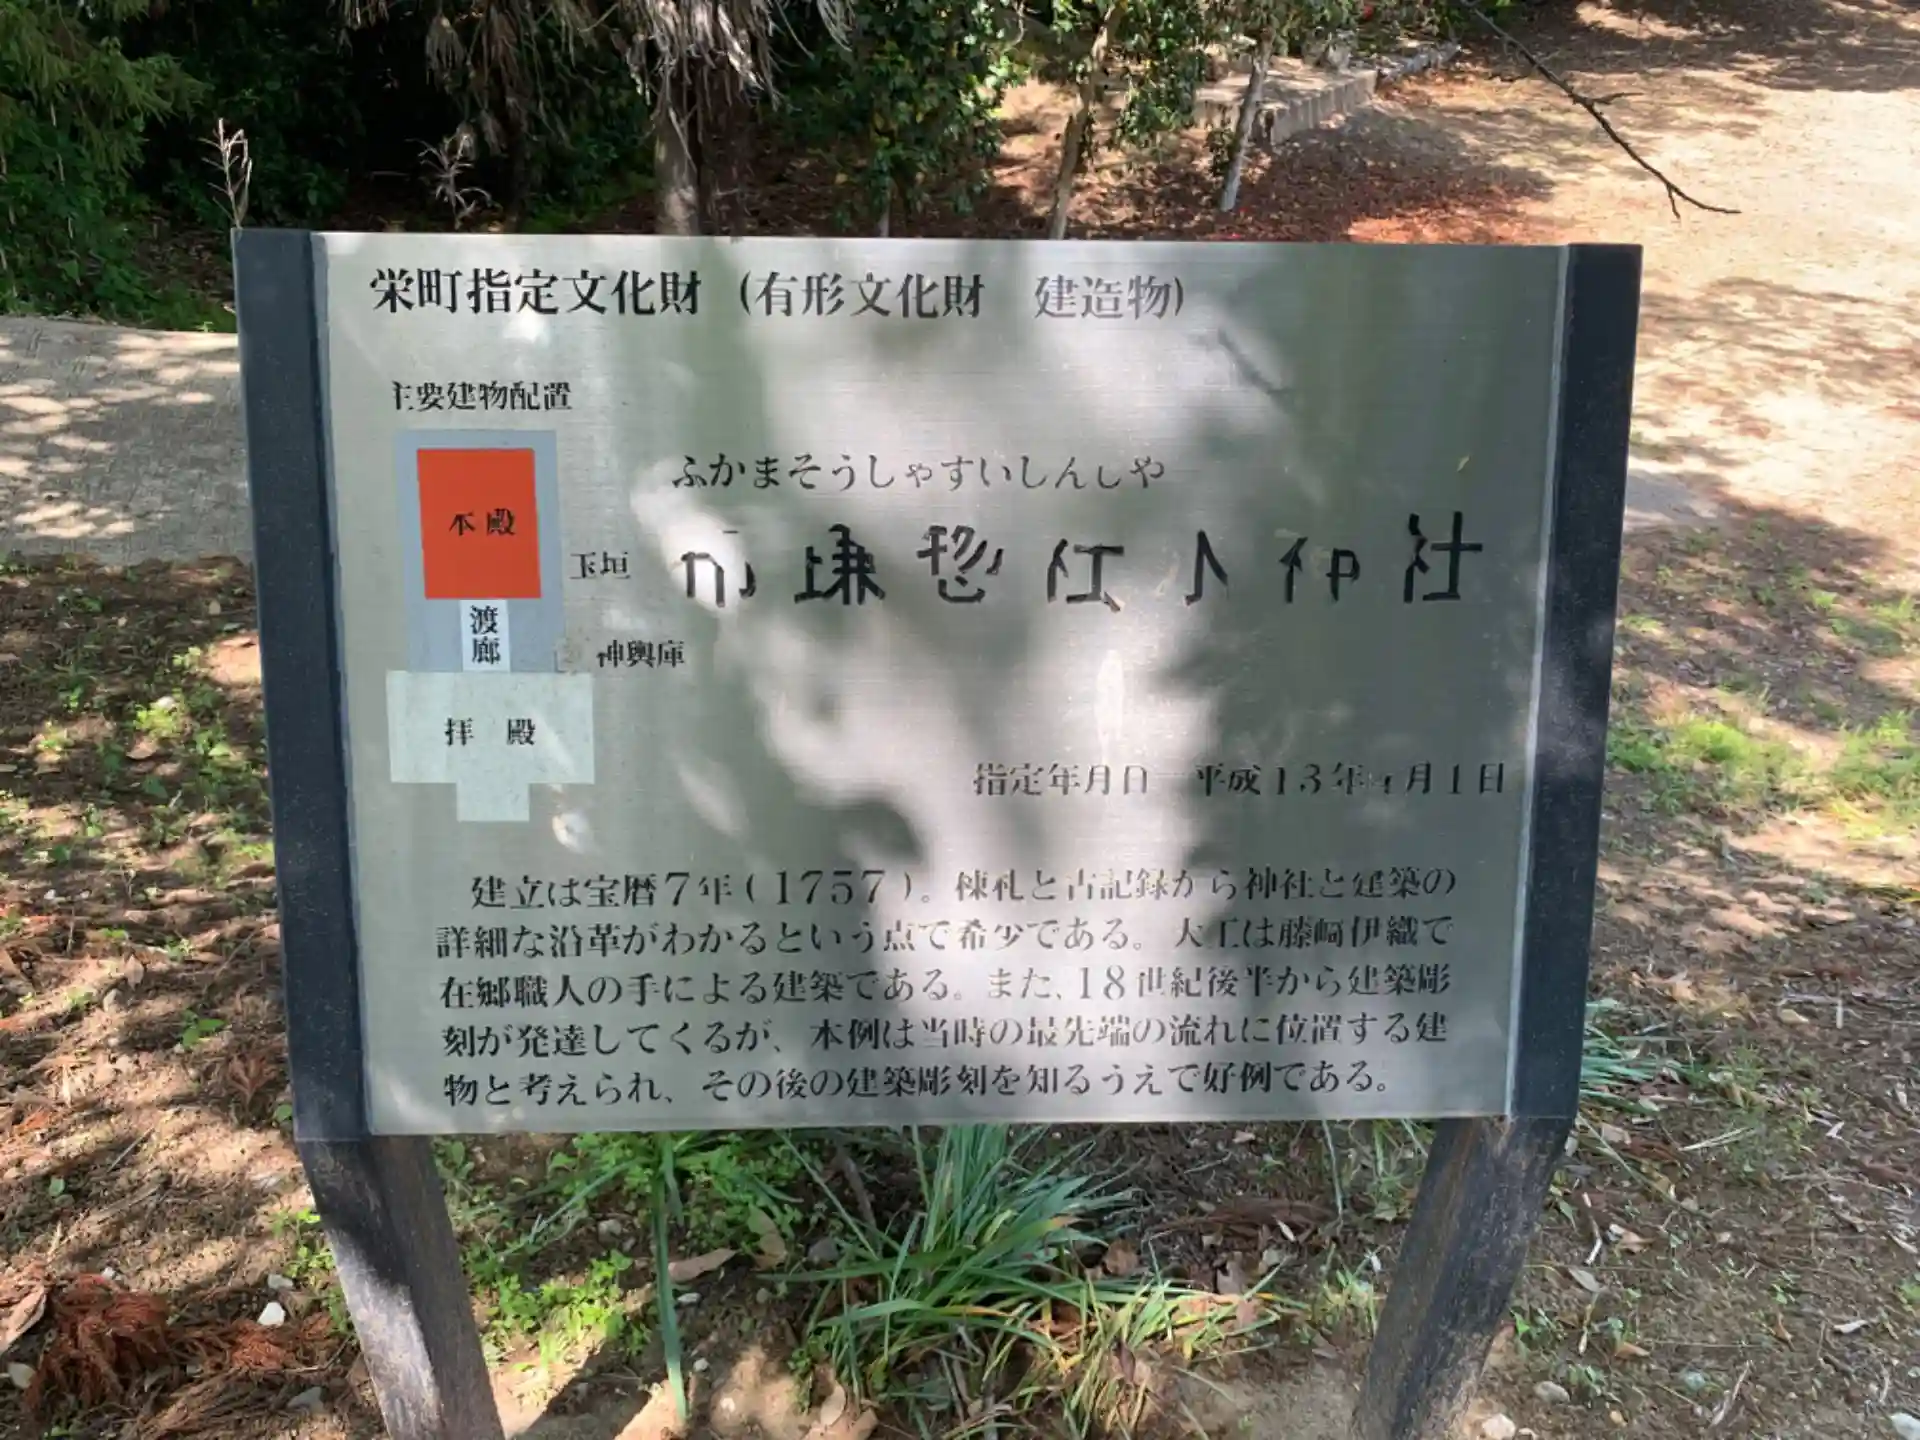 栄町指定文化財（有形文化財　建造物）
主要建物配置
本殿
玉垣
渡廊
神輿庫
拝　殿
ふかまそうしゃすいしんしや
布鎌惣社水神社
指定年月日　平成１３年４月１日
建立は宝暦７年（１７５７）。棟札と古記録から神社と建築の
詳細な沿革がわかるという点で希少である。大工は藤﨑伊織で
在郷職人の手による建築である。また、１８世紀後半から建築彫
刻が発達してくるが、本例は当時の最先端の流れに位置する建
物と考えられ、その後の建築彫刻を知るうえで好例である。